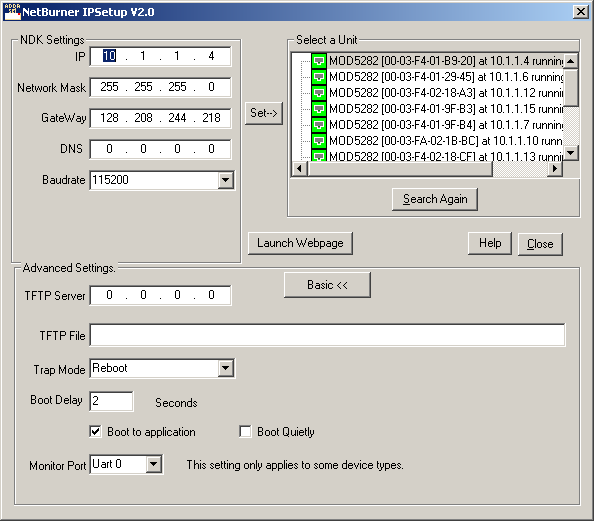 NetBurner IPSetup V2.0
NDK Settings
IP 10 . 1 . 1 . 4
Network Mask 255 . 255 . 255 . 0
GateWay 128 . 208 . 244 . 218
DNS 0 . 0 . 0 . 0
Baudrate 115200
Set-->
Select a Unit
MOD5282 [00-03-F4-01-B9-20] at 10.1.1.4 running
MOD5282 [00-03-F4-01-29-45] at 10.1.1.6 running
MOD5282 [00-03-F4-02-18-A3] at 10.1.1.12 runnin
MOD5282 [00-03-F4-01-9F-B3] at 10.1.1.15 runnin
MOD5282 [00-03-F4-01-9F-B4] at 10.1.1.7 running
MOD5282 [00-03-FA-02-1B-BC] at 10.1.1.10 runnin
MOD5282 [00-03-F4-02-18-CF] at 10.1.1.13 runnin
Search Again
Launch Webpage
Help
Close
Advanced Settings.
Basic <<
TFTP Server 0 . 0 . 0 . 0
TFTP File
Trap Mode Reboot
Boot Delay 2 Seconds
Boot to application
Boot Quietly
Monitor Port Uart 0 This setting only applies to some device types.